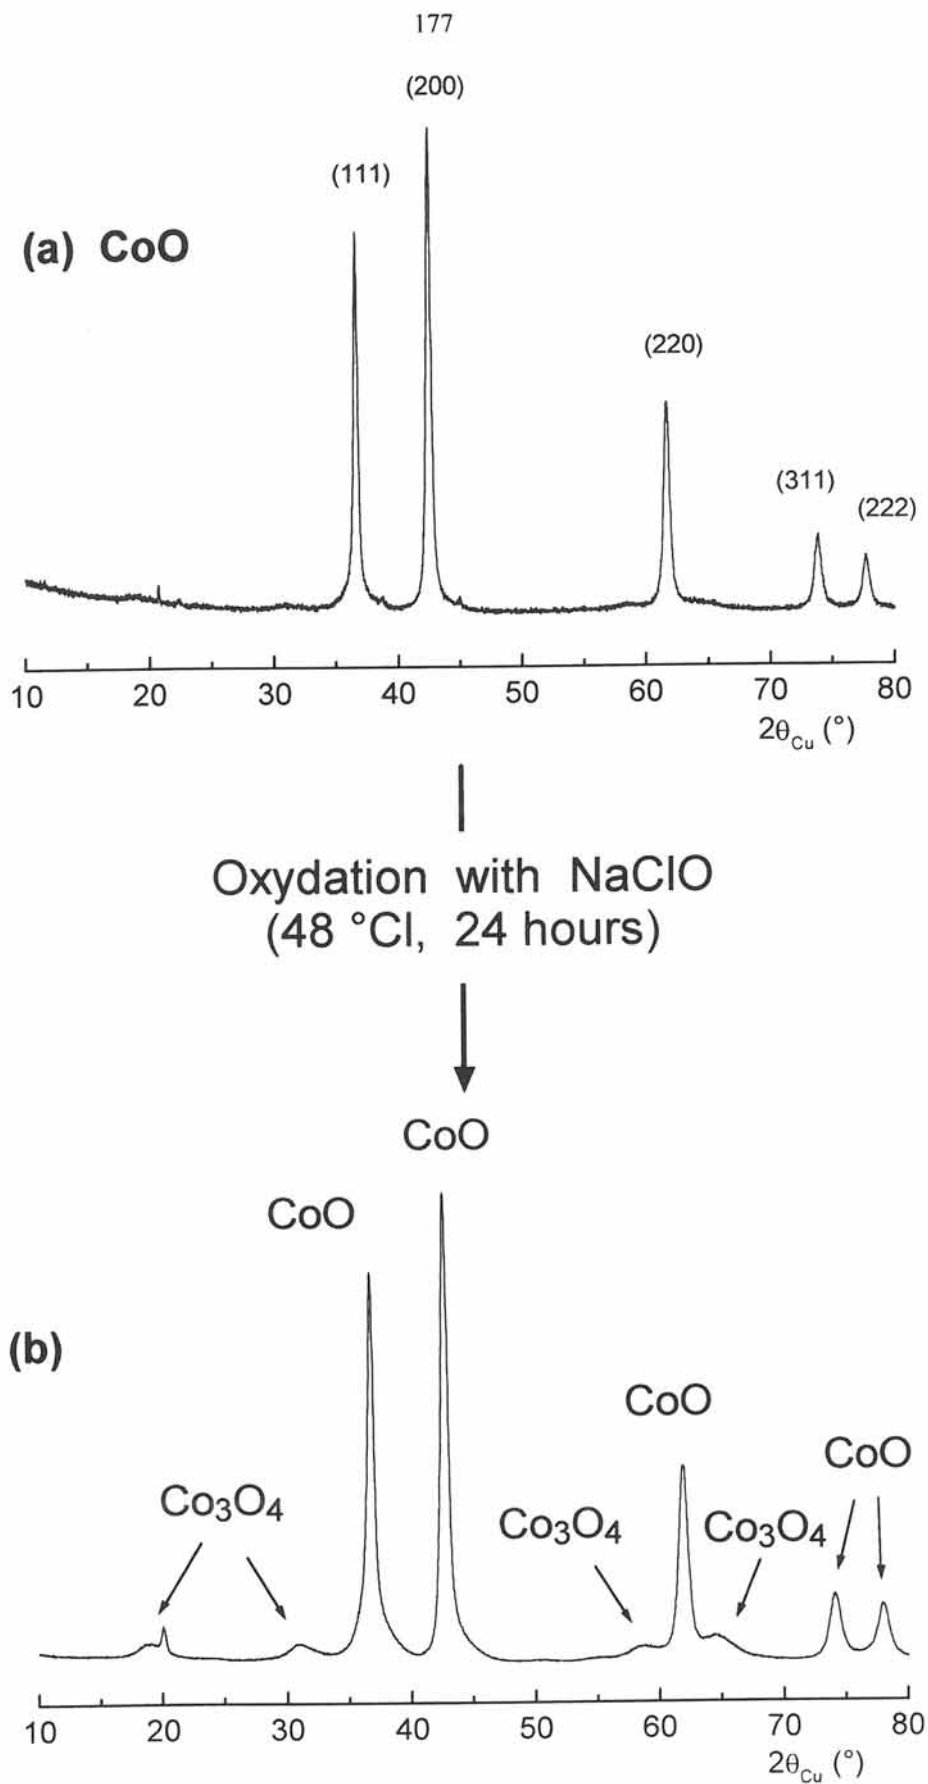 177
(200)
(111)
(a) CoO
(220)
(311)
(222)
10 20 30 40 50 60 70 80
2θCu (°)
Oxydation with NaClO
(48 °Cl, 24 hours)
CoO
CoO
(b)
CoO
CoO
Co3O4
Co3O4
Co3O4
10 20 30 40 50 60 70 80
2θCu (°)